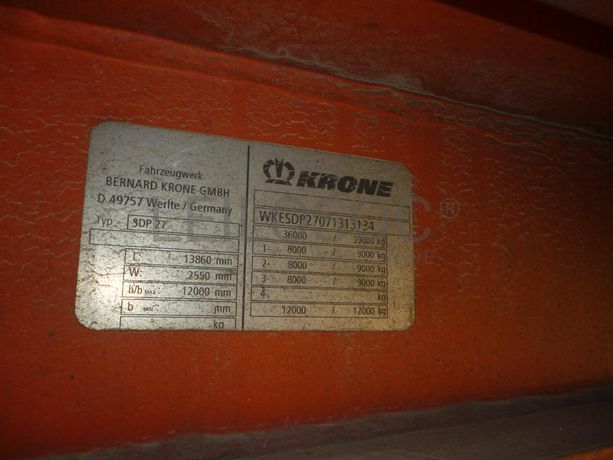 Fahrzeugwerk
BERNARD KRONE GMBH
D 49757 Werlte./ Germany
Typ - SDP 27
L: - 13860 mm
W: - 2550 mm
B/b MAX - 12000 mm
b MIN - mm
kg
KRONE
WKESDP27071313134
36000 / 39000 kg
1- 8000 / 9000 kg
2- 8000 / 9000 kg
3- 8000 / 9000 kg
4-
12000 / 12000 kg